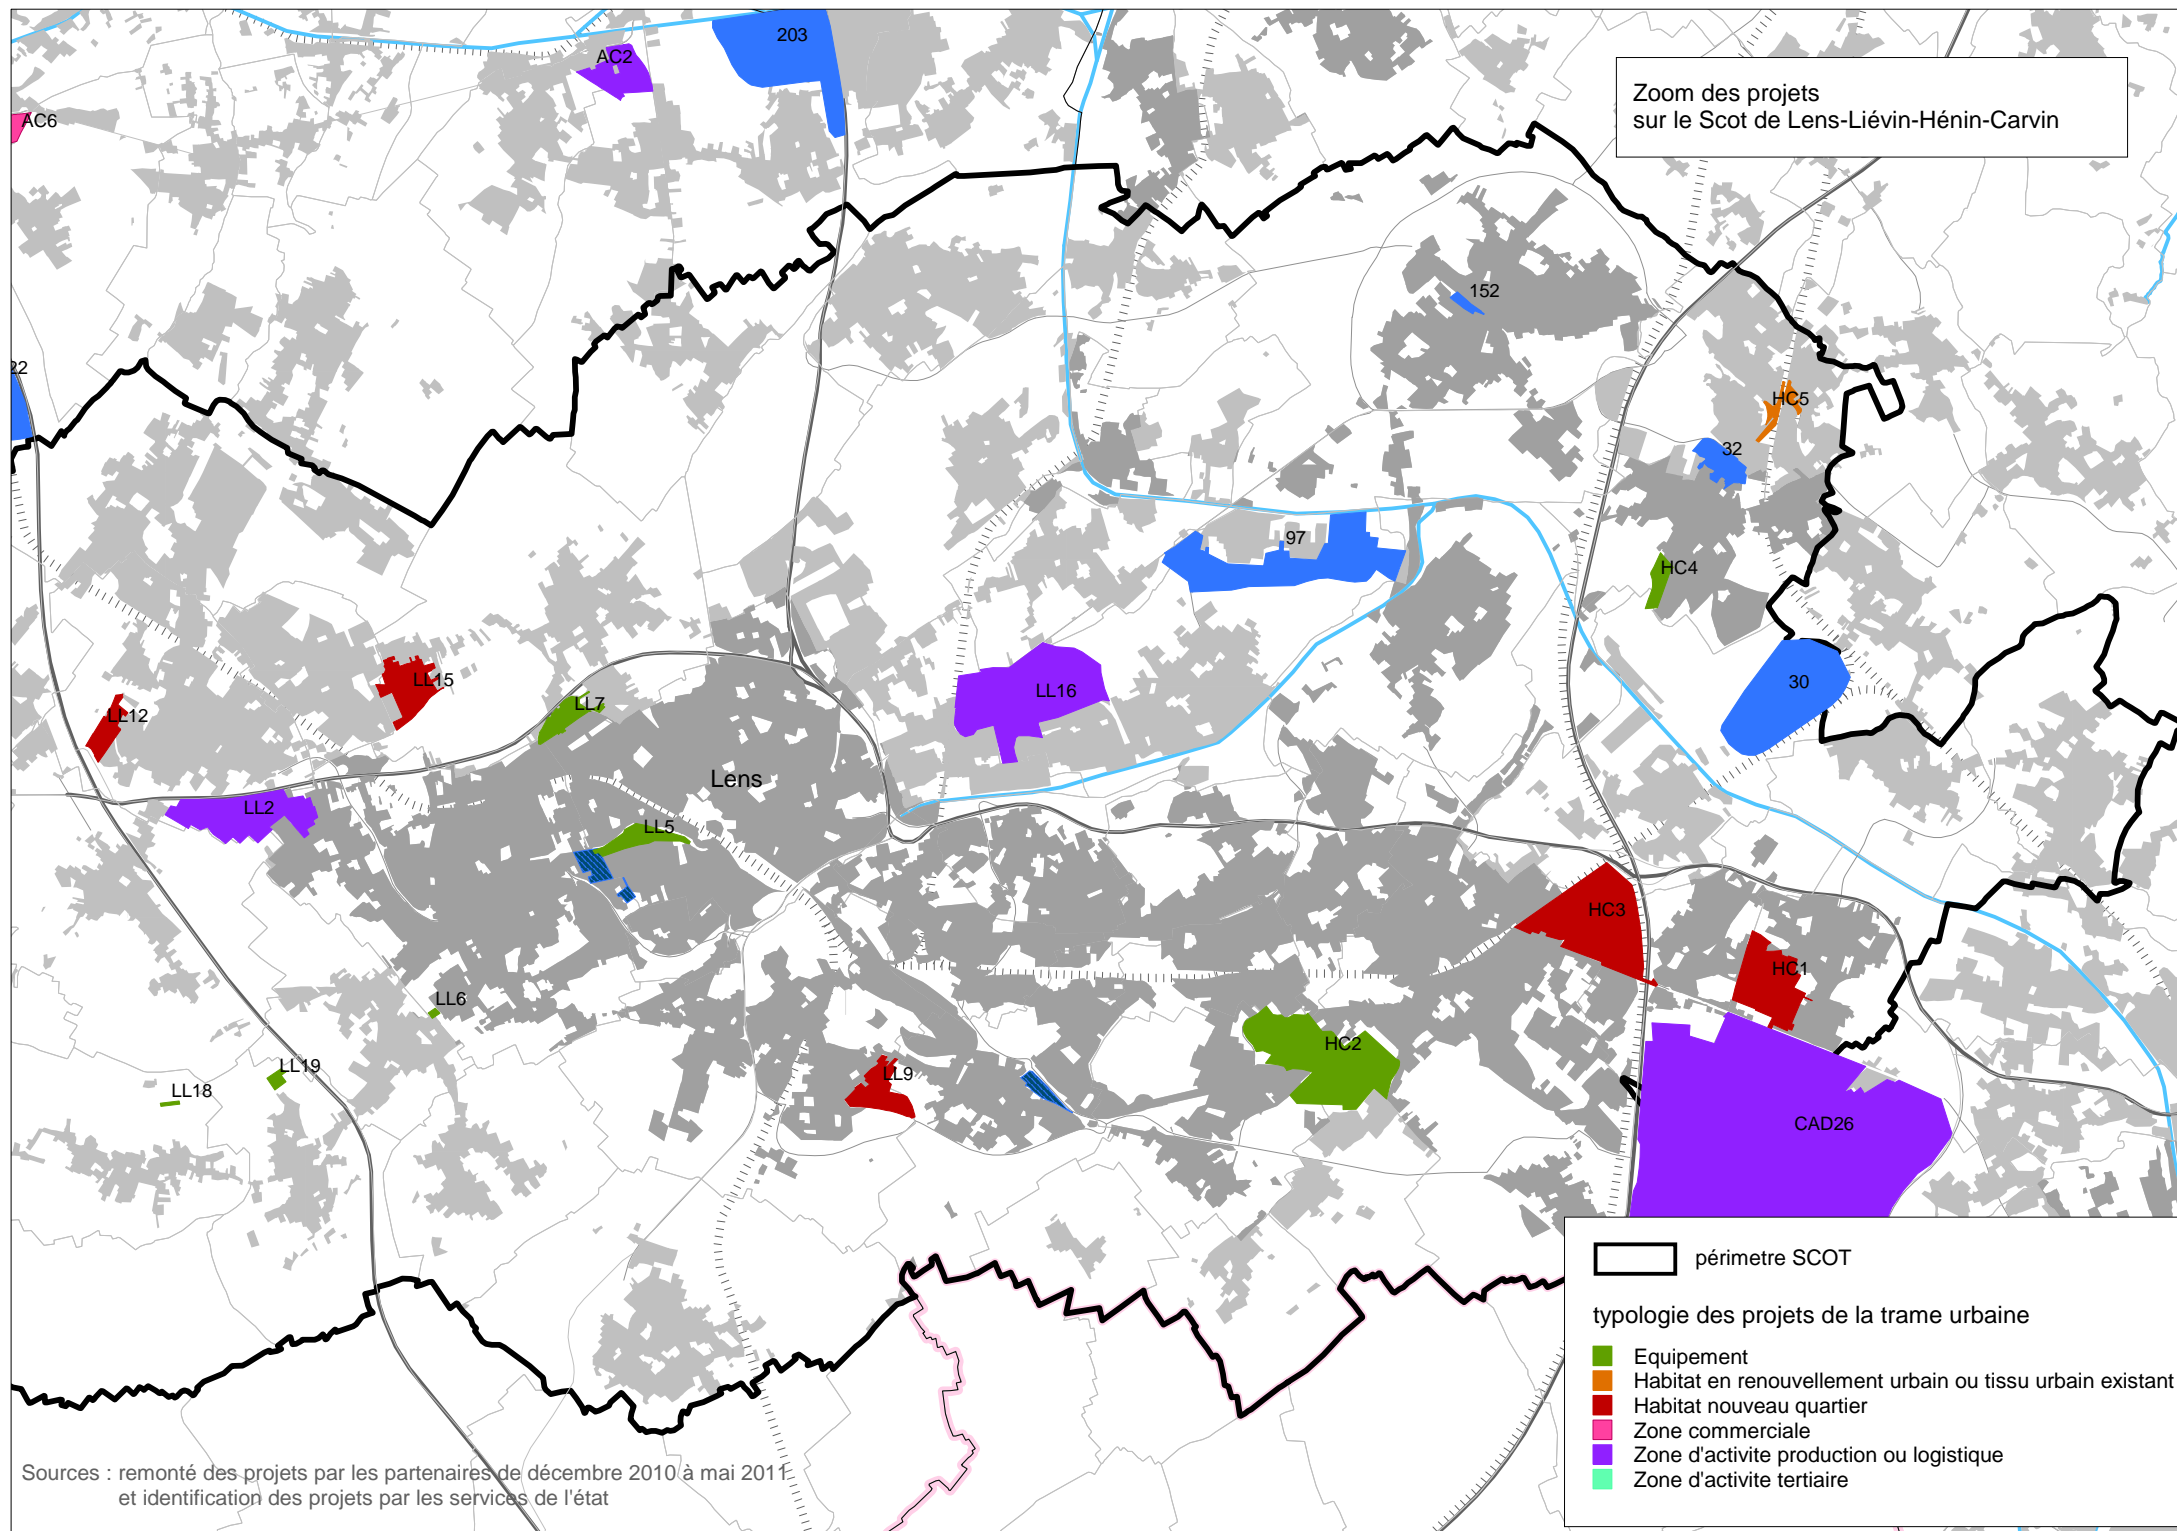 203
AC2
AC6
Zoom des projets
sur le Scot de Lens-Liévin-Hénin-Carvin
152
22
HC5
32
97
HC4
LL15
LL7
LL16
30
LL12
Lens
LL2
LL5
HC3
HC1
LL6
HC2
LL19
LL9
LL18
CAD26
périmetre SCOT
typologie des projets de la trame urbaine
Equipement
Habitat en renouvellement urbain ou tissu urbain existant
Habitat nouveau quartier
Zone commerciale
Zone d'activite production ou logistique
Zone d'activite tertiaire
Sources : remonté des projets par les partenaires de décembre 2010 à mai 2011
et identification des projets par les services de l'état